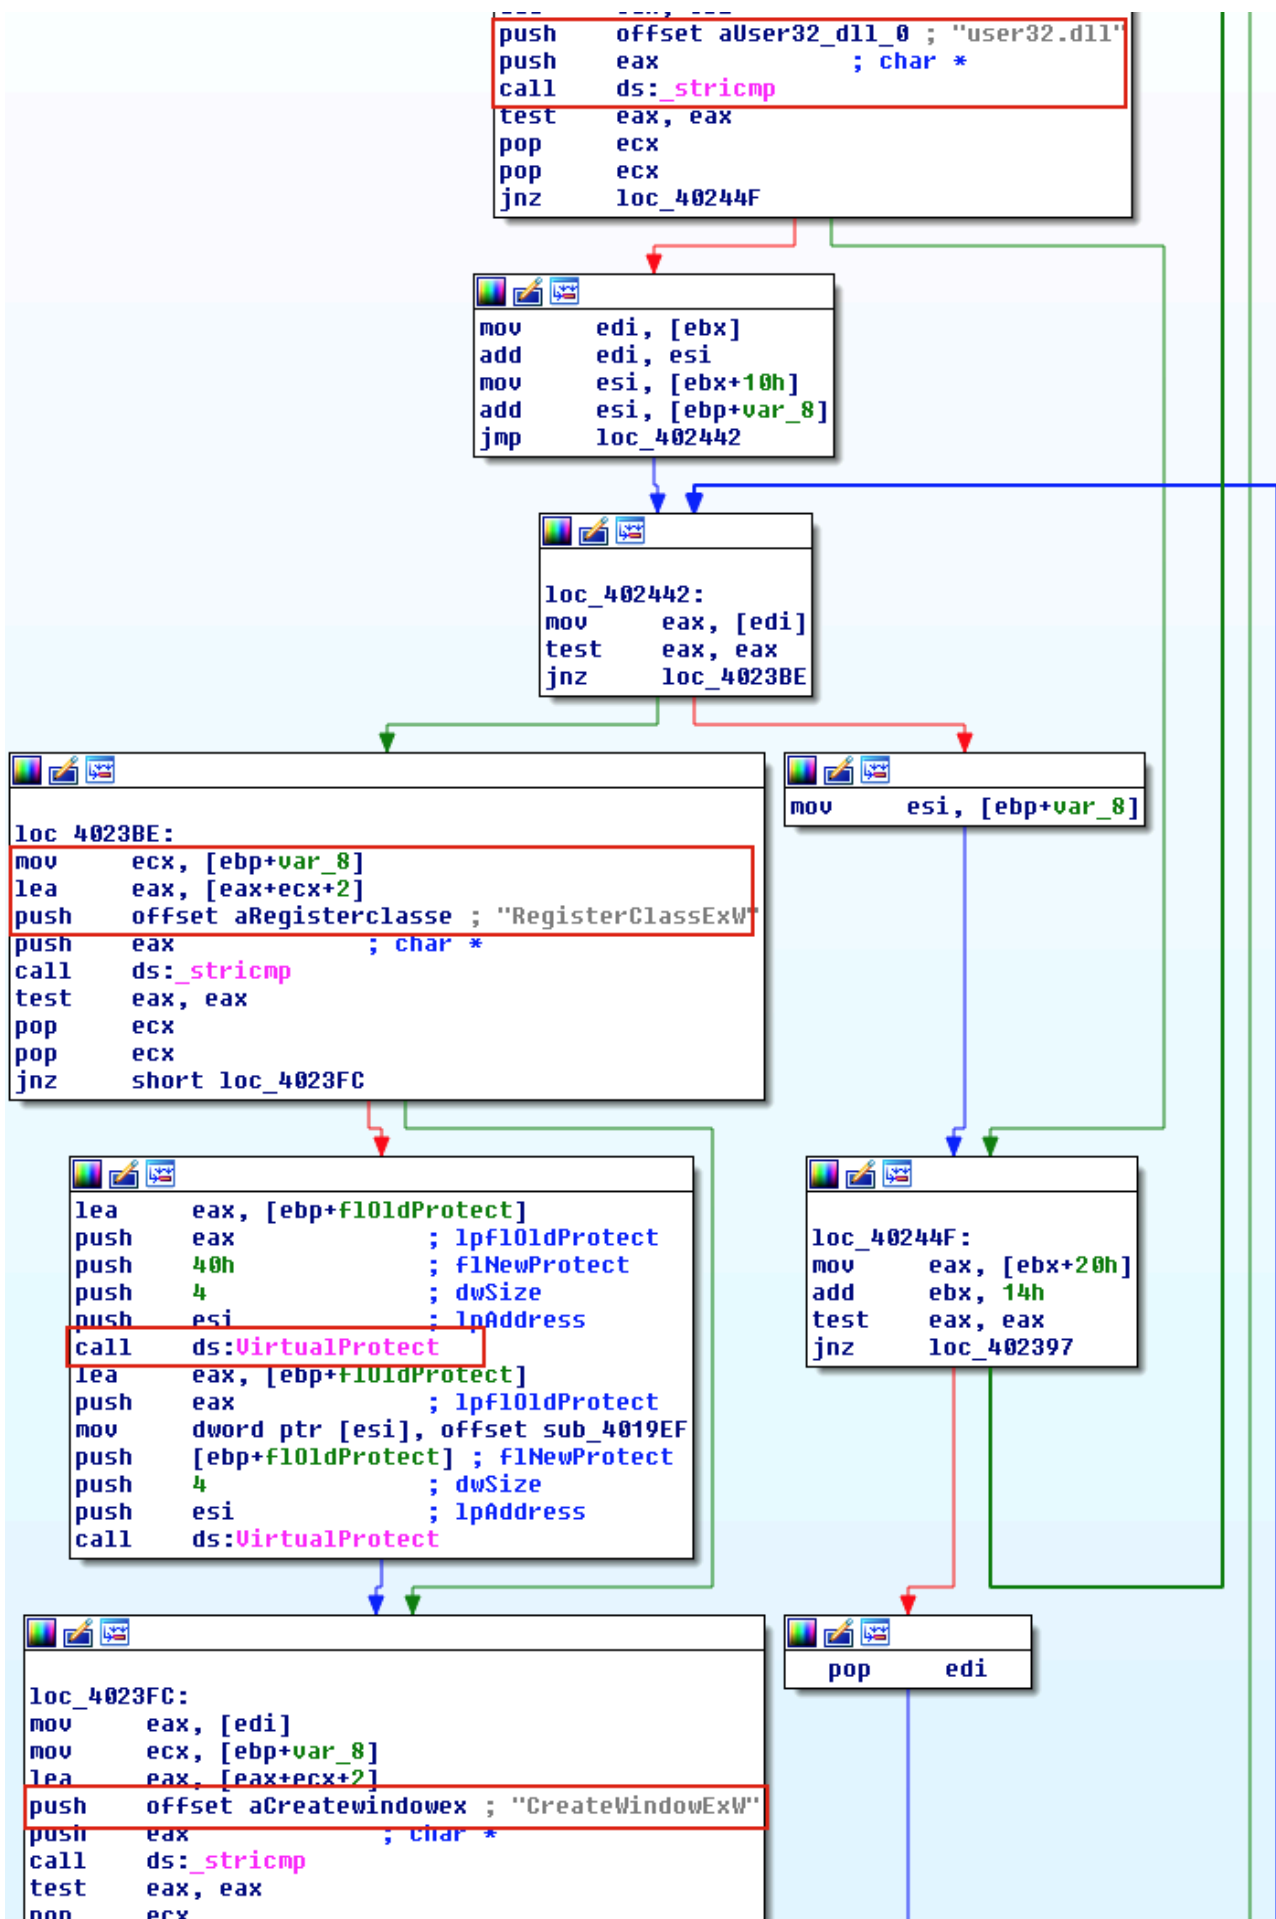 push offset aUser32_dll_0 ; "user32.dll"
push eax ; char *
call ds:_stricmp
test eax, eax
pop ecx
pop ecx
jnz loc_40244F
mov edi, [ebx]
add edi, esi
mov esi, [ebx+10h]
add esi, [ebp+var_8]
jmp loc_402442
loc_402442:
mov eax, [edi]
test eax, eax
jnz loc_4023BE
loc 4023BE:
mov ecx, [ebp+var_8]
lea eax, [eax+ecx+2]
push offset aRegisterclasse ; "RegisterClassExW"
push eax ; char *
call ds:_stricmp
test eax, eax
pop ecx
pop ecx
jnz short loc_4023FC
mov esi, [ebp+var_8]
lea eax, [ebp+flOldProtect]
push eax ; lpflOldProtect
push 40h ; flNewProtect
push 4 ; dwSize
push esi ; lpAddress
call ds:VirtualProtect
lea eax, [ebp+flOldProtect]
push eax ; lpflOldProtect
mov dword ptr [esi], offset sub_4019EF
push [ebp+flOldProtect] ; flNewProtect
push 4 ; dwSize
push esi ; lpAddress
call ds:VirtualProtect
loc_40244F:
mov eax, [ebx+20h]
add ebx, 14h
test eax, eax
jnz loc_402397
loc_4023FC:
mov eax, [edi]
mov ecx, [ebp+var_8]
lea eax, [eax+ecx+2]
push offset aCreatewindowex ; "CreateWindowExW"
push eax ; char *
call ds:_stricmp
test eax, eax
pop ecx
pop edi